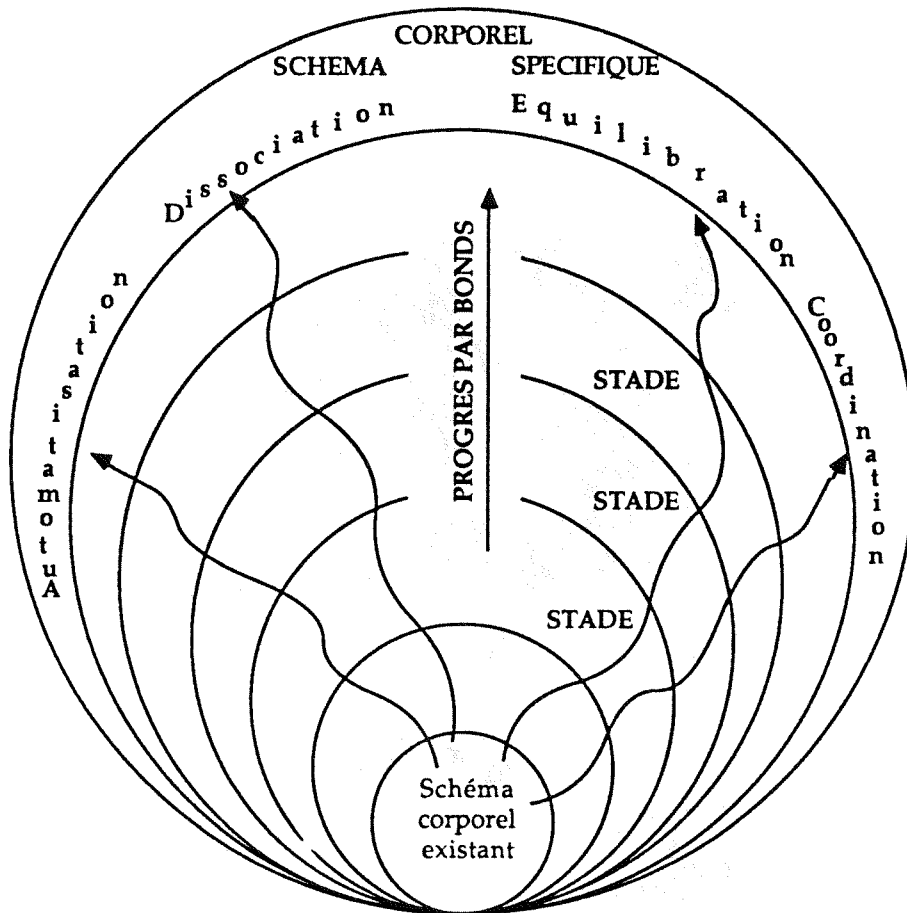 CORPOREL
SCHEMA SPECIFIQUE
Automatisation
Dissociation
Equilibration
Coordination
PROGRES PAR BONDS
STADE
STADE
STADE
Schéma
corporel
existant